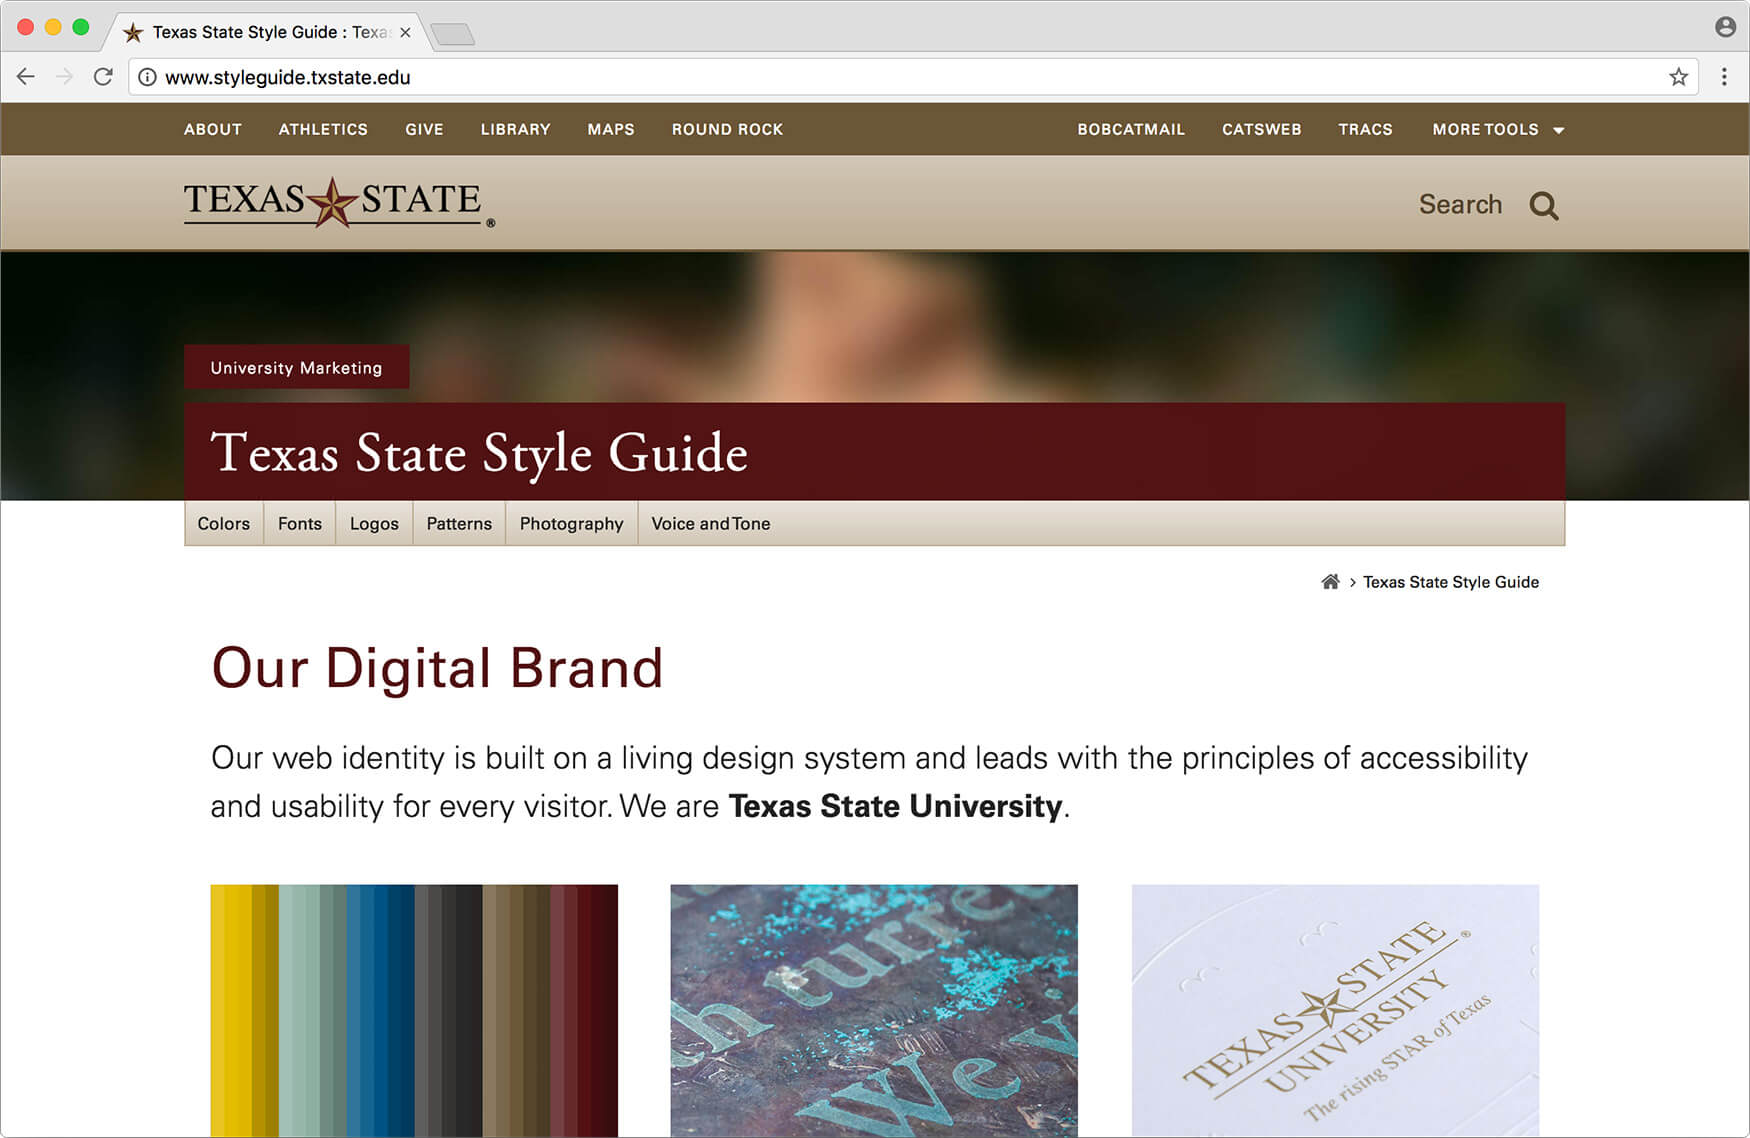 Texas State Style Guide : Texas
www.styleguide.txstate.edu
ABOUT ATHLETICS GIVE LIBRARY MAPS ROUND ROCK BOBCATMAIL CATSWEB TRACS MORE TOOLS
TEXAS STATE ®
Search
University Marketing
Texas State Style Guide
Colors Fonts Logos Patterns Photography Voice and Tone
> Texas State Style Guide
Our Digital Brand
Our web identity is built on a living design system and leads with the principles of accessibility
and usability for every visitor. We are Texas State University.
We
TEXAS STATE ®
UNIVERSITY
The rising STAR of Texas